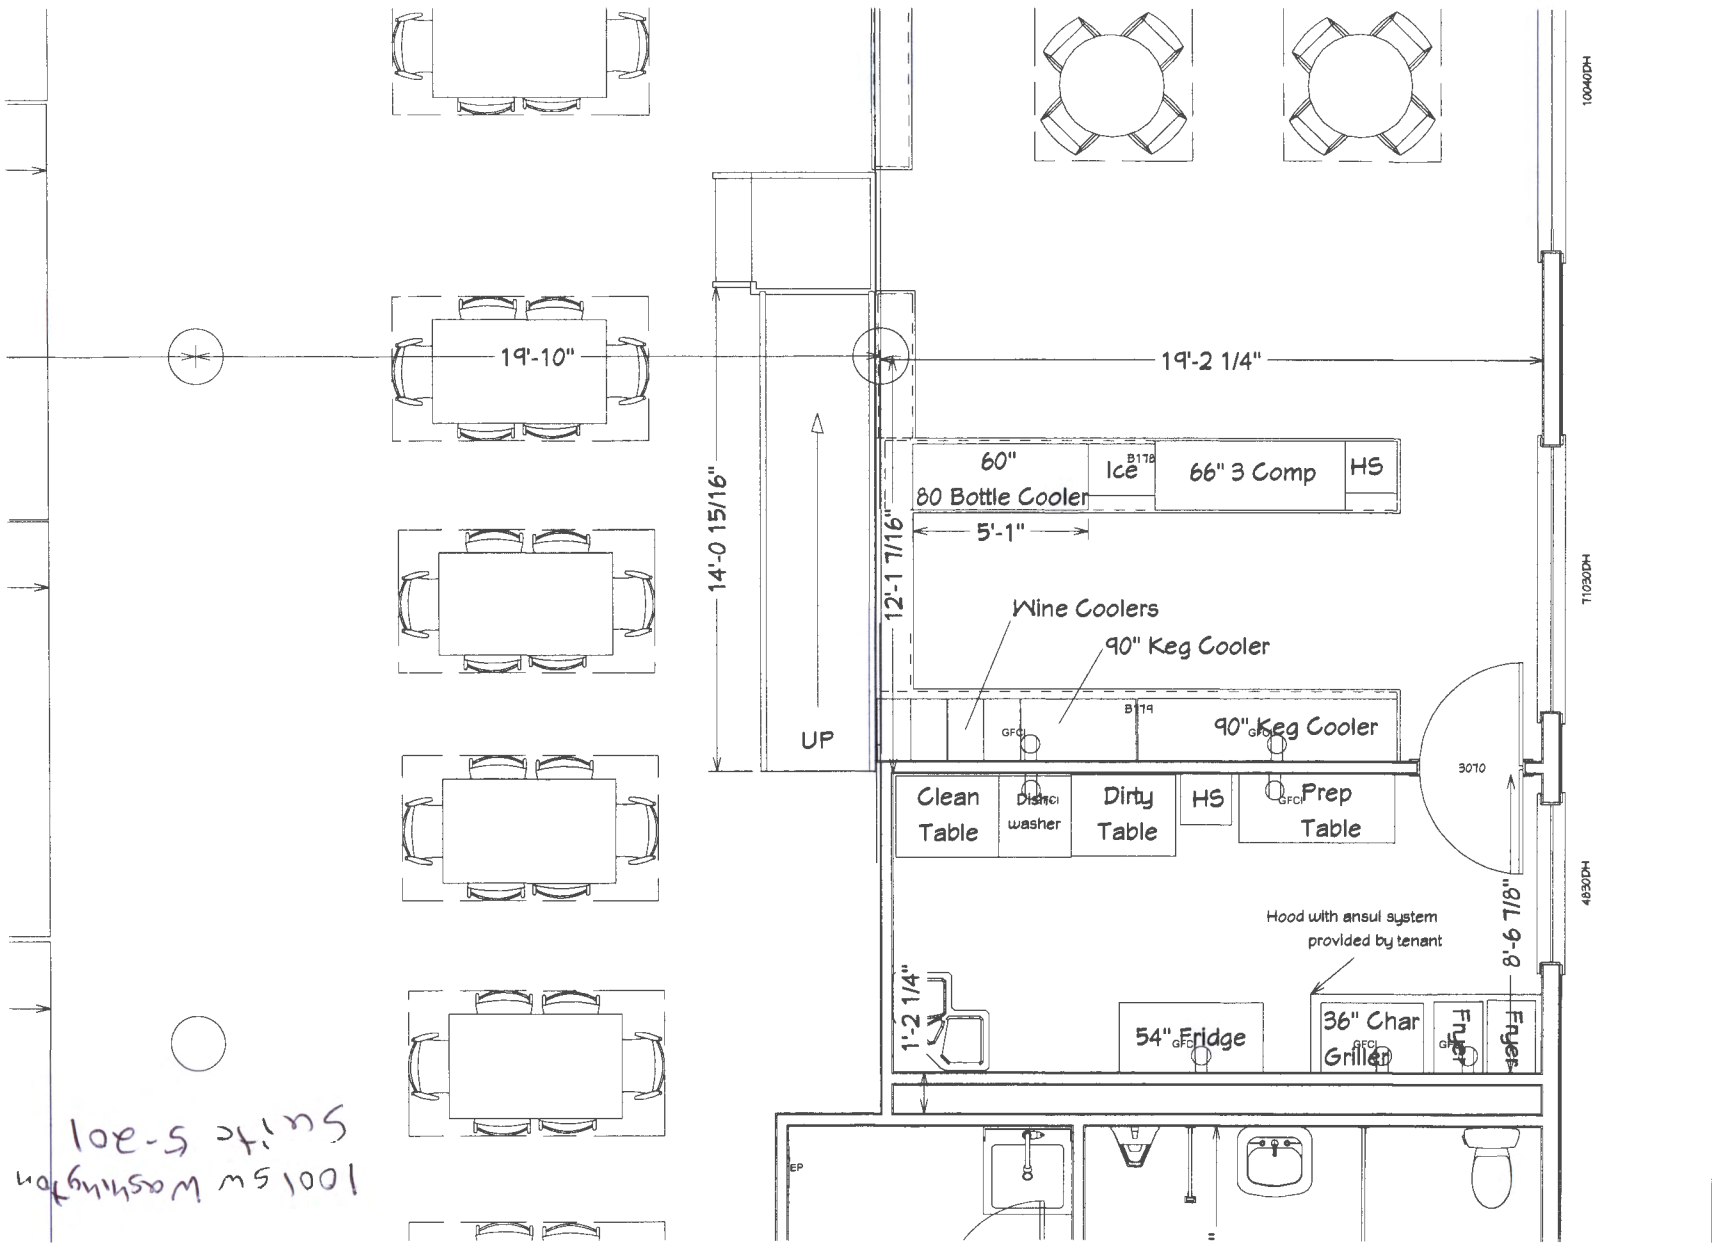 10040DH
19'-10"
19'-2 1/4"
60"
80 Bottle Cooler
Ice
B178
66" 3 Comp
HS
5'-1"
14'-0 15/16"
12'-1 7/16"
71030DH
Wine Coolers
90" Keg Cooler
B179
GFCI
90" Keg Cooler
UP
3070
Clean
Table
washer
Dirty
Table
HS
GFCI
Prep
Table
4830DH
Hood with ansul system
provided by tenant
8'-6 7/8"
1'-2 1/4"
54" Fridge
GFCI
36" Char
Griller
GFCI
Fryer
Fryer
EP
1001 SW Washington
Suite S-201